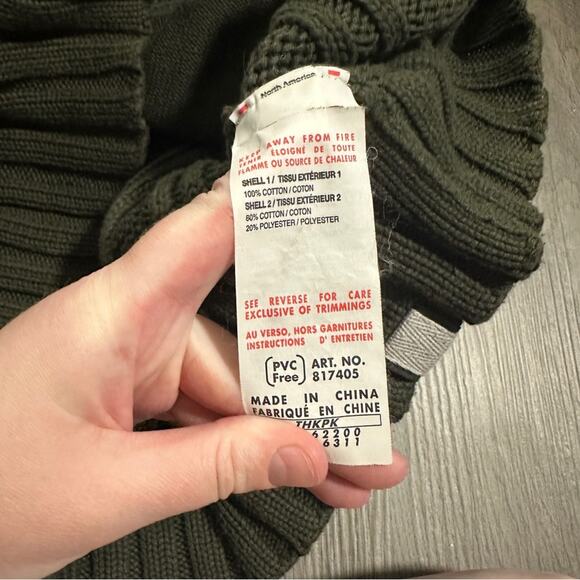 North America
KEEP AWAY FROM FIRE
TENIR ÉLOIGNÉ DE TOUTE
FLAMME OU SOURCE DE CHALEUR
SHELL 1/ TISSU EXTÉRIEUR 1
100% COTTON/COTON
SHELL 2/ TISSU EXTÉRIEUR 2
80% COTTON/COTON
20% POLYESTER/POLYESTER
SEE REVERSE FOR CARE
EXCLUSIVE OF TRIMMINGS
AU VERSO, HORS GARNITURES
INSTRUCTIONS D' ENTRETIEN
PVC Free ART. NO.
817405
MADE IN CHINA
FABRIQUÉ EN CHINE
THKPK
62200
6311